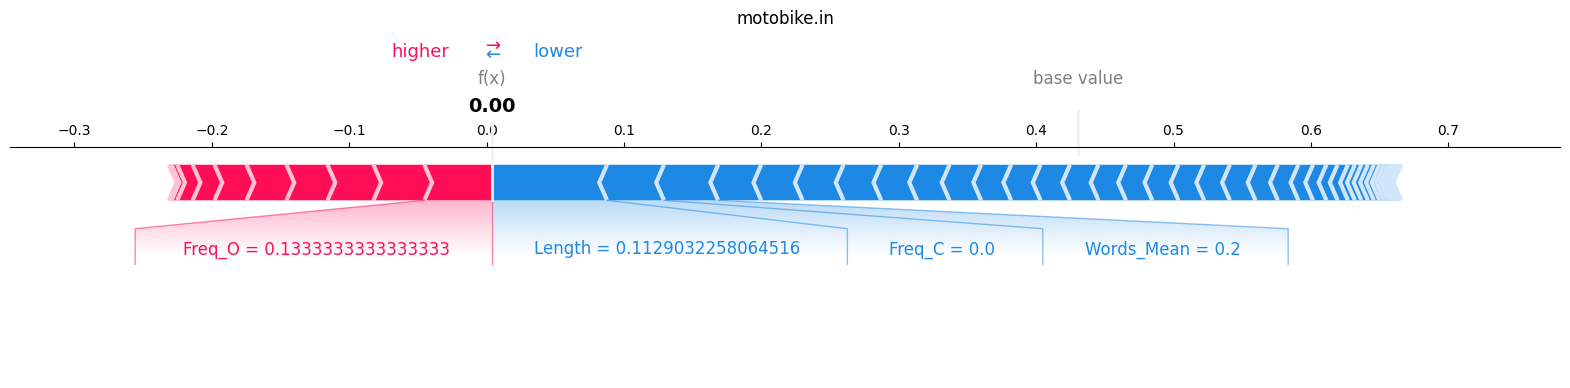 motobike.in
higher ⇄ lower
f(x) base value
0.00
−0.3 −0.2 −0.1 0.0 0.1 0.2 0.3 0.4 0.5 0.6 0.7
Freq_O = 0.1333333333333333 Length = 0.1129032258064516 Freq_C = 0.0 Words_Mean = 0.2